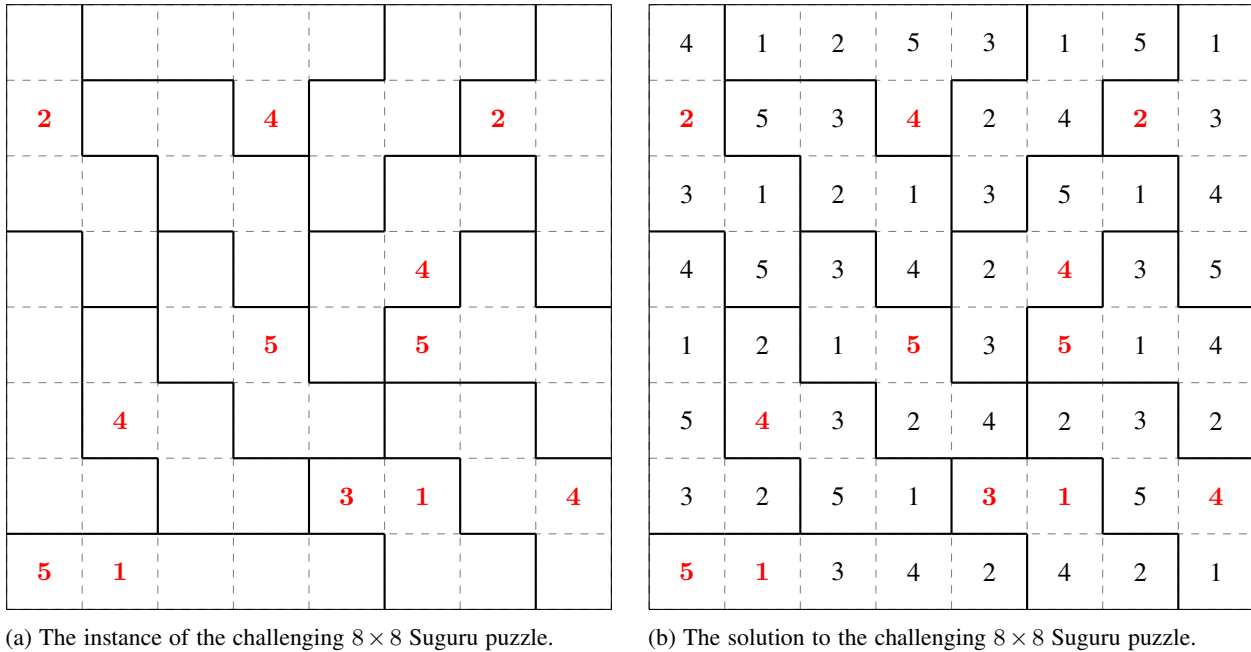 2 4 2
4
5 5
4
3 1 4
5 1
(a) The instance of the challenging 8 × 8 Suguru puzzle.
4 1 2 5 3 1 5 1
2 5 3 4 2 4 2 3
3 1 2 1 3 5 1 4
4 5 3 4 2 4 3 5
1 2 1 5 3 5 1 4
5 4 3 2 4 2 3 2
3 2 5 1 3 1 5 4
5 1 3 4 2 4 2 1
(b) The solution to the challenging 8 × 8 Suguru puzzle.